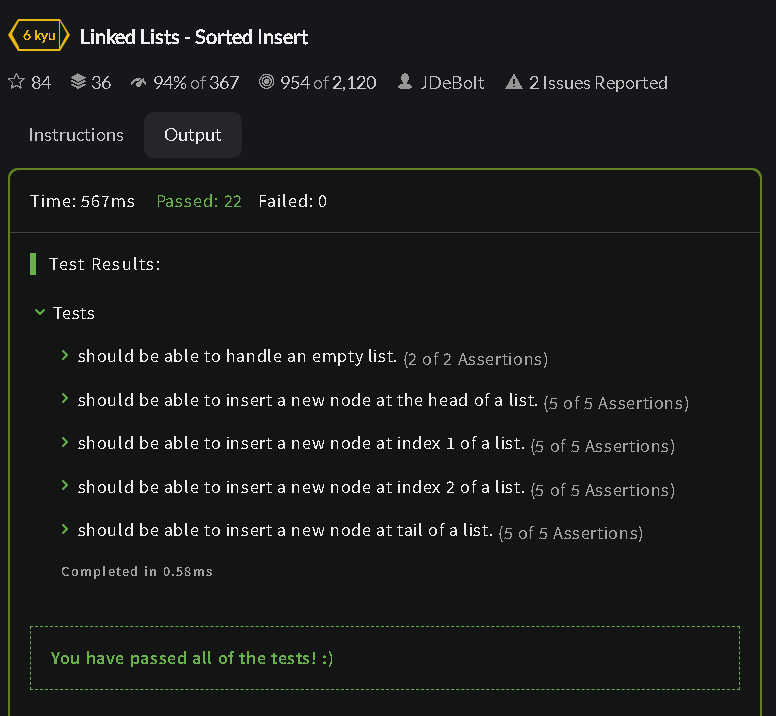 6 kyu Linked Lists - Sorted Insert
84 36 94% of 367 954 of 2,120 JDeBolt 2 Issues Reported
Instructions Output
Time: 567ms Passed: 22 Failed: 0
Test Results:
Tests
should be able to handle an empty list. (2 of 2 Assertions)
should be able to insert a new node at the head of a list. (5 of 5 Assertions)
should be able to insert a new node at index 1 of a list. (5 of 5 Assertions)
should be able to insert a new node at index 2 of a list. (5 of 5 Assertions)
should be able to insert a new node at tail of a list. (5 of 5 Assertions)
Completed in 0.58ms
You have passed all of the tests! :)